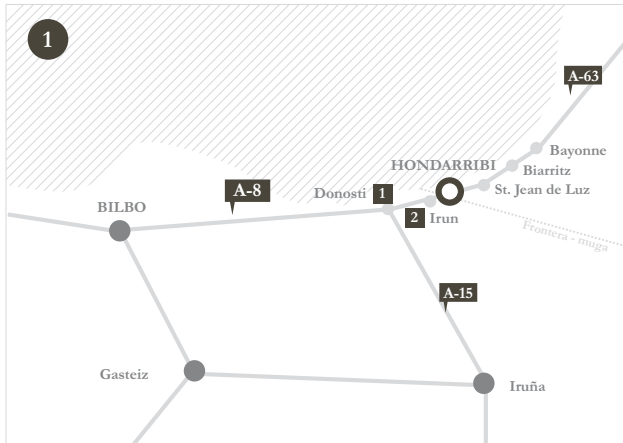 1
A-63
Bayonne
HONDARRIBI
Biarritz
A-8
Donosti 1
St. Jean de Luz
BILBO
2 Irun
Frontera - muga
A-15
Gasteiz
Iruña